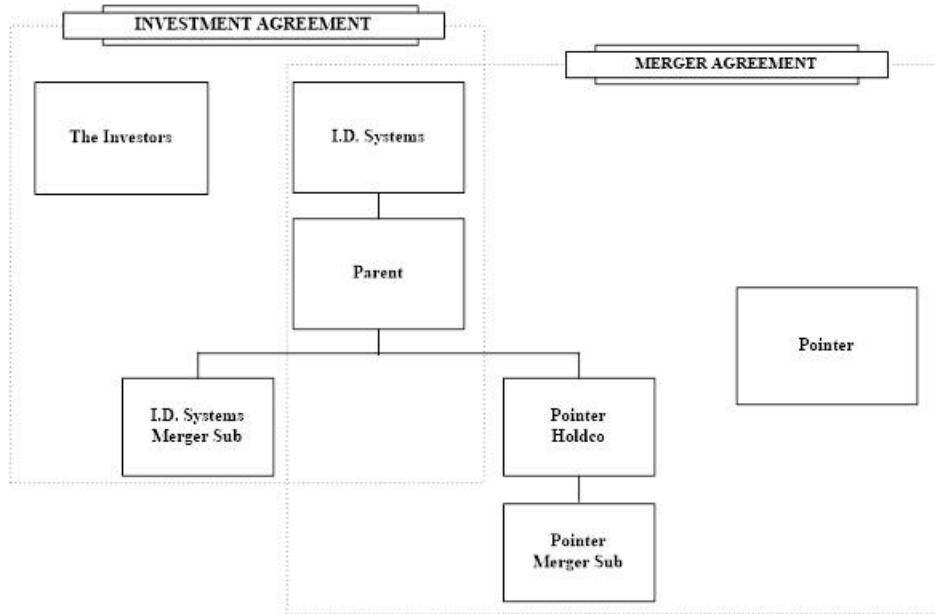 INVESTMENT AGREEMENT
MERGER AGREEMENT
The Investors
I.D. Systems
Parent
Pointer
I.D. Systems
Merger Sub
Pointer
Holdco
Pointer
Merger Sub